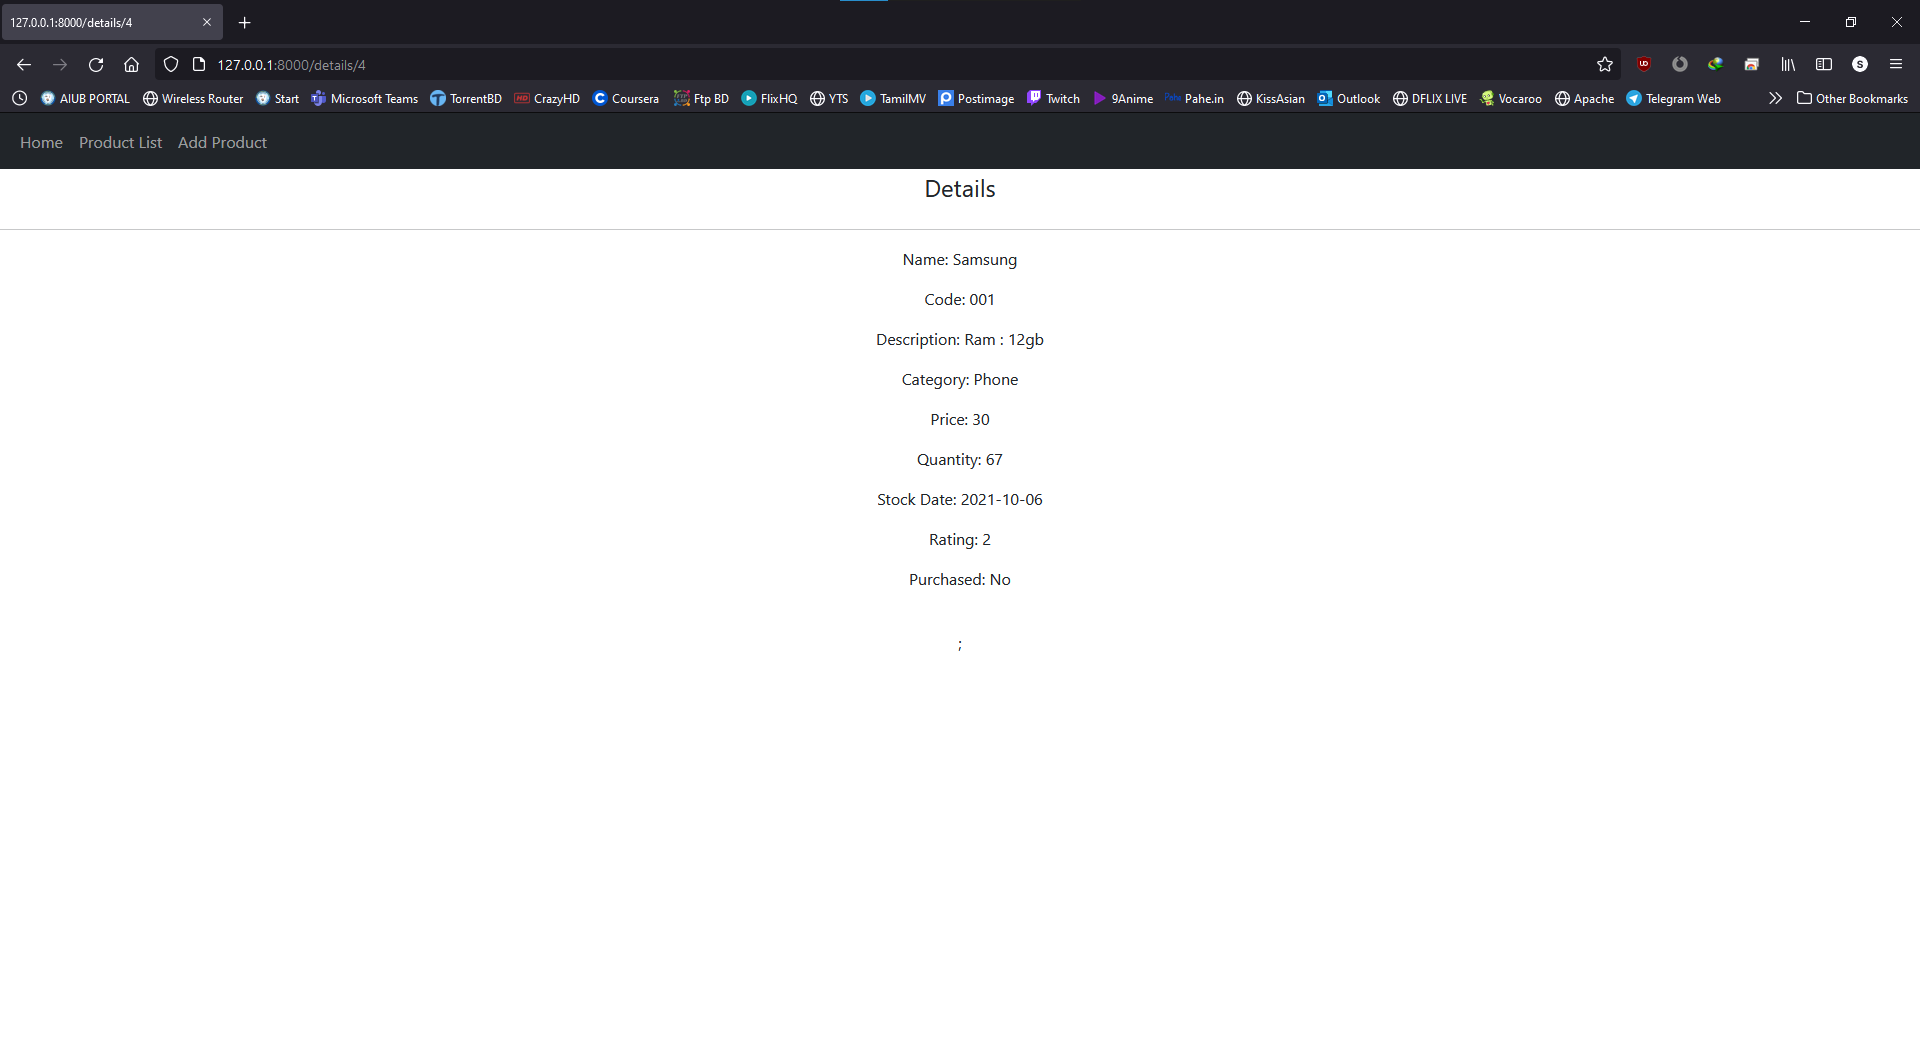 127.0.0.1:8000/details/4
127.0.0.1:8000/details/4
AIUB PORTAL Wireless Router Start Microsoft Teams TorrentBD CrazyHD Coursera Ftp BD FlixHQ YTS TamilMV Postimage Twitch 9Anime Pahe.in KissAsian Outlook DFLIX LIVE Vocaroo Apache Telegram Web Other Bookmarks
Home Product List Add Product
Details
Name: Samsung
Code: 001
Description: Ram : 12gb
Category: Phone
Price: 30
Quantity: 67
Stock Date: 2021-10-06
Rating: 2
Purchased: No
;